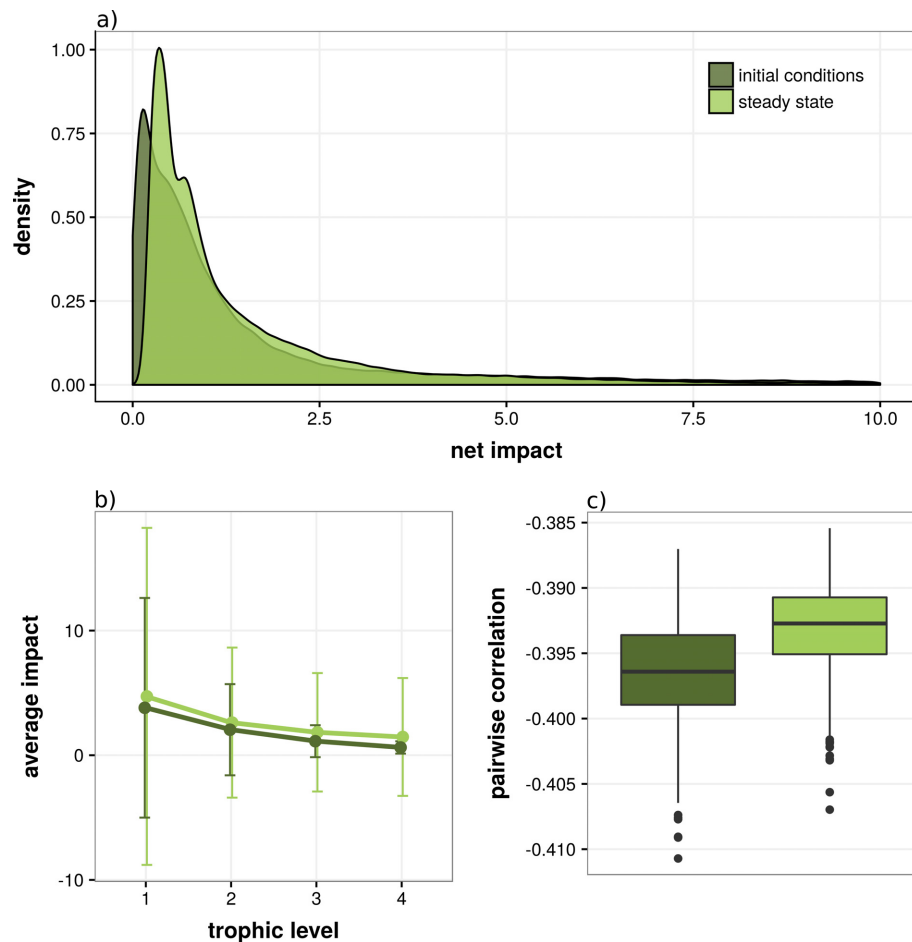 a)
1.00
0.75
0.50
0.25
0.00
density
initial conditions
steady state
0.0 2.5 5.0 7.5 10.0
net impact
b)
10
0
-10
average impact
1 2 3 4
trophic level
c)
-0.385
-0.390
-0.395
-0.400
-0.405
-0.410
pairwise correlation